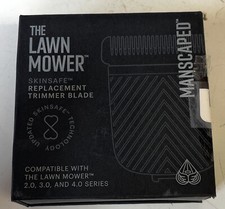 THE
LAWN
MOWER™
SKINSAFE™
REPLACEMENT
TRIMMER BLADE
UPDATED SKINSAFE™ TECHNOLOGY
COMPATIBLE WITH
THE LAWN MOWER™
2.0, 3.0, AND 4.0 SERIES
MANSCAPED™